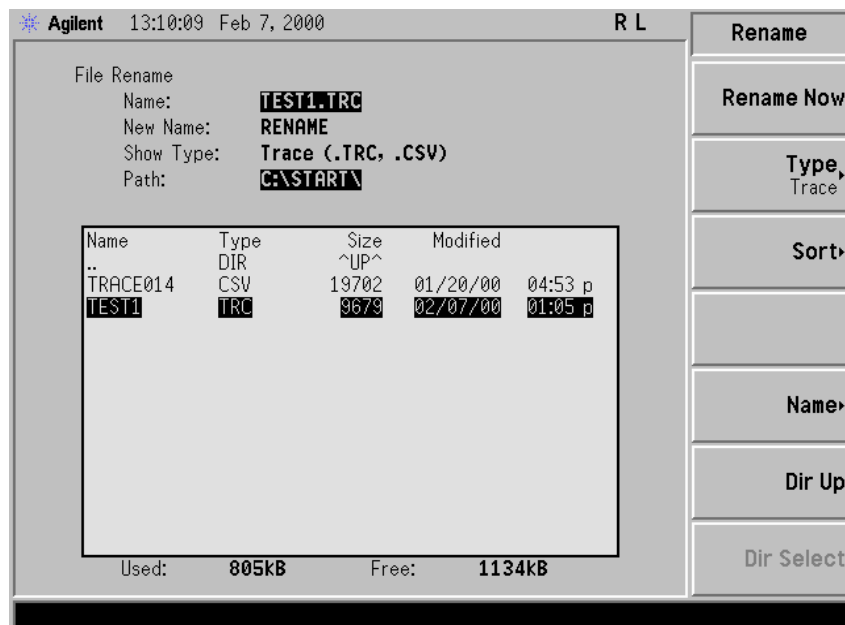 Agilent 13:10:09 Feb 7, 2000 R L
Rename
File Rename
Name: TEST1.TRC
New Name: RENAME
Show Type: Trace (.TRC, .CSV)
Path: C:\START\
Name Type Size Modified
.. DIR ^UP^
TRACE014 CSV 19702 01/20/00 04:53 p
TEST1 TRC 9679 02/07/00 01:05 p
Used: 805kB Free: 1134kB
Rename Now
Type
Trace
Sort
Name
Dir Up
Dir Select